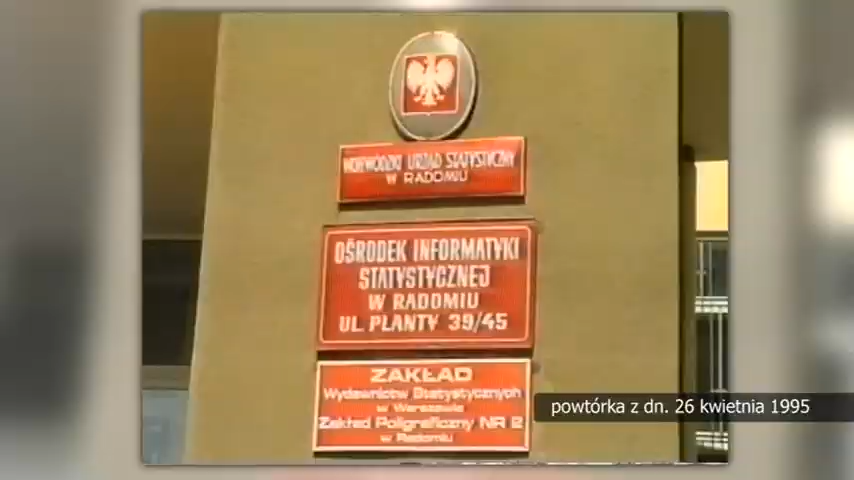 WOJEWÓDZKI URZĄD STATYSTYCZNY
W RADOMIU
OŚRODEK INFORMATYKI
STATYSTYCZNEJ
W RADOMIU
UL. PLANTY 39/45
ZAKŁAD
Wydawnictw Statystycznych
w Warszawie
Zakład Poligraficzny NR 2
w Radomiu
powtórka z dn. 26 kwietnia 1995